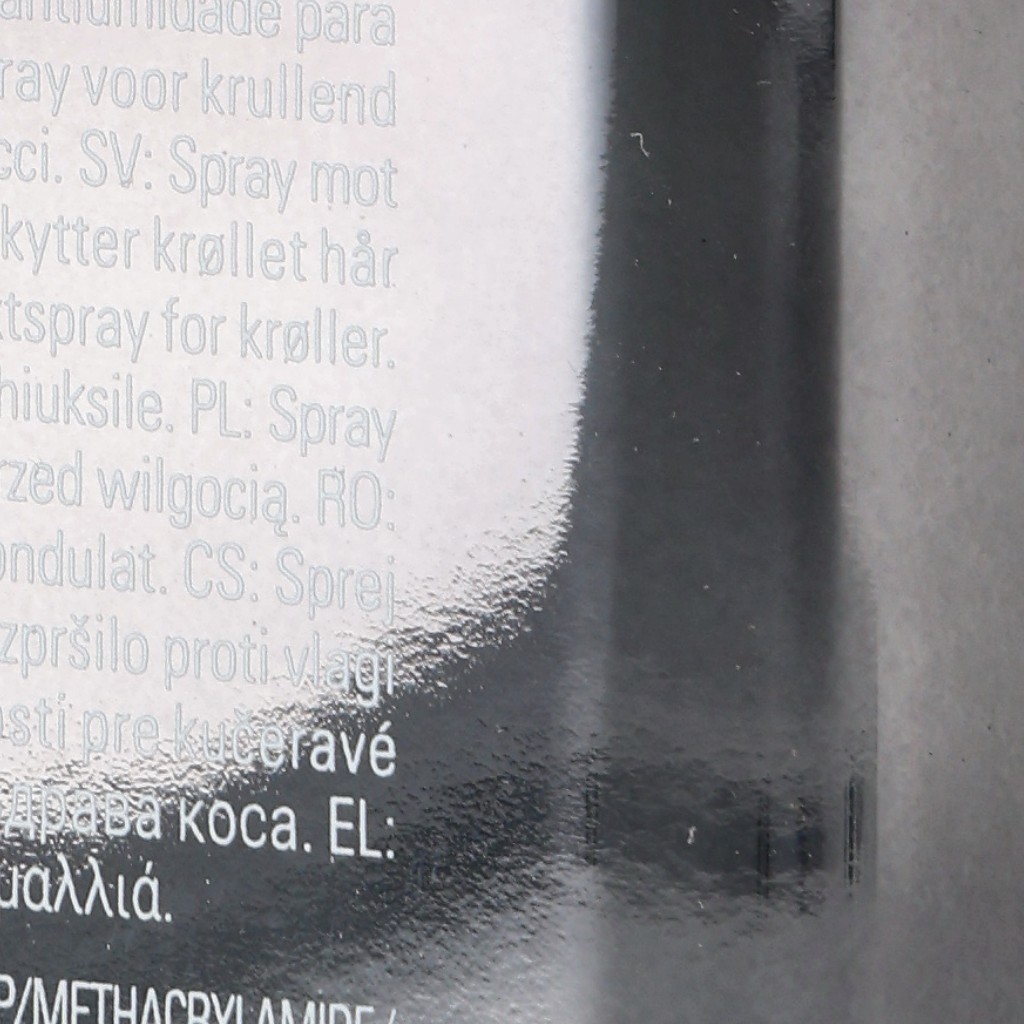 antiumidade para
ray voor krullend
cci. SV: Spray mot
kytter krøllet hår
tspray for krøller.
hiuksile. PL: Spray
rzed wilgocią. RO:
ondulat. CS: Sprej
zpršilo proti vlagi
sti pre kučeravé
драва коса. EL:
μαλλιά.
P/METHACRYLAMIDE/